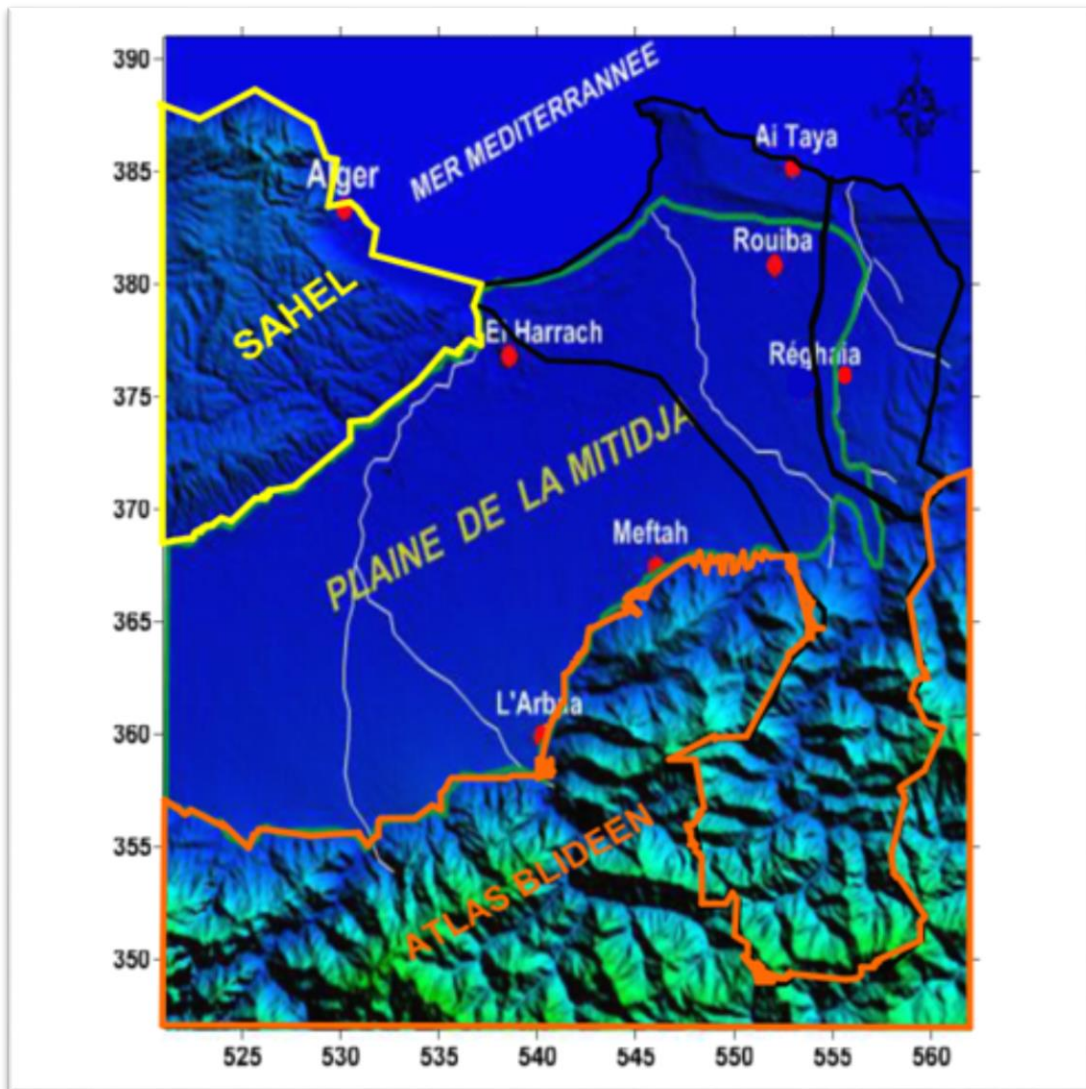 390
385
380
375
370
365
360
355
350
MER MEDITERRANNEE
Ai Taya
Alger
Rouiba
SAHEL
El Harrach
Réghaïa
PLAINE DE LA MITIDJA
Meftah
L'Arbaa
ATLAS BLIDEEN
525
530
535
540
545
550
555
560